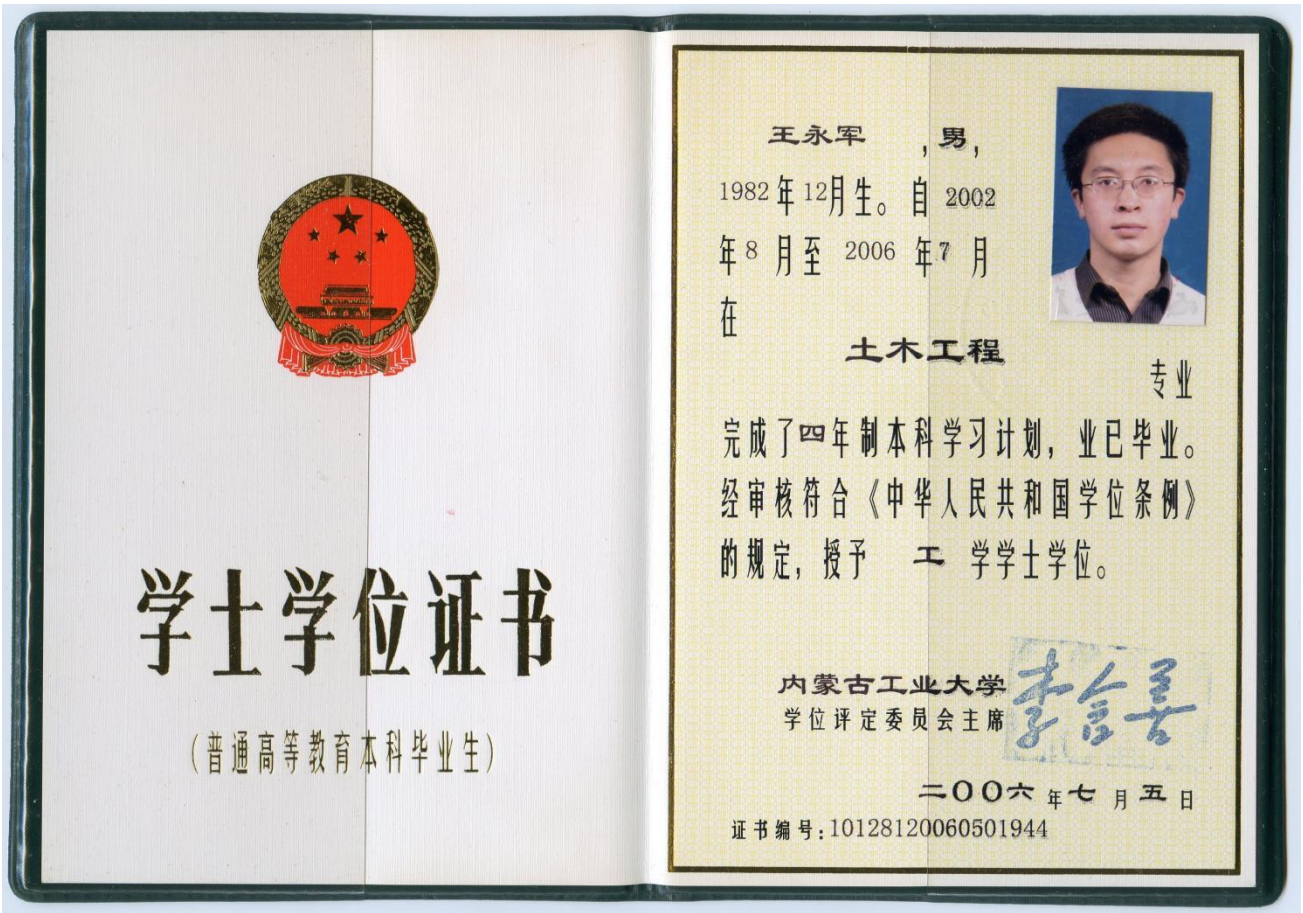 学士学位证书
(普通高等教育本科毕业生)
王永军,男,
1982年12月生。自2002
年8月至2006年7月
在
土木工程
专业
完成了四年制本科学习计划,业已毕业。
经审核符合《中华人民共和国学位条例》
的规定,授予 工 学学士学位。
内蒙古工业大学
学位评定委员会主席
二〇〇六年七月五日
证书编号:10128120060501944